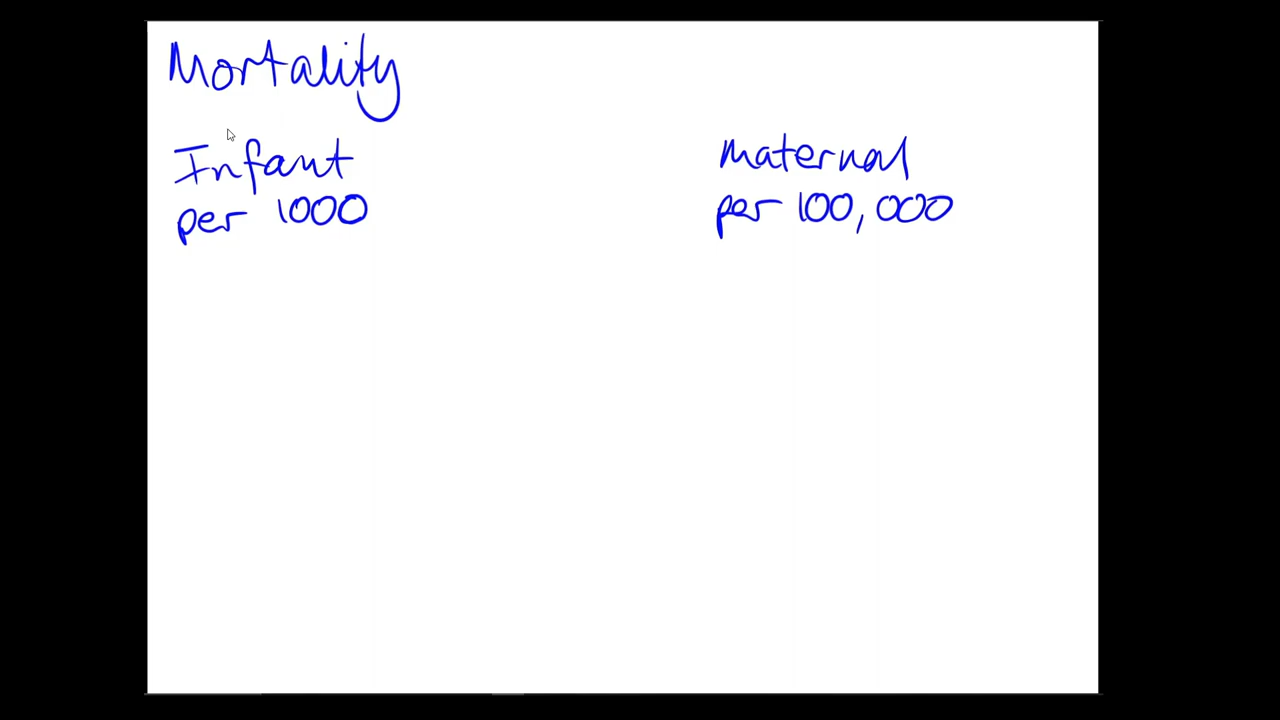 Mortality
Infant
per 1000
Maternal
per 100,000